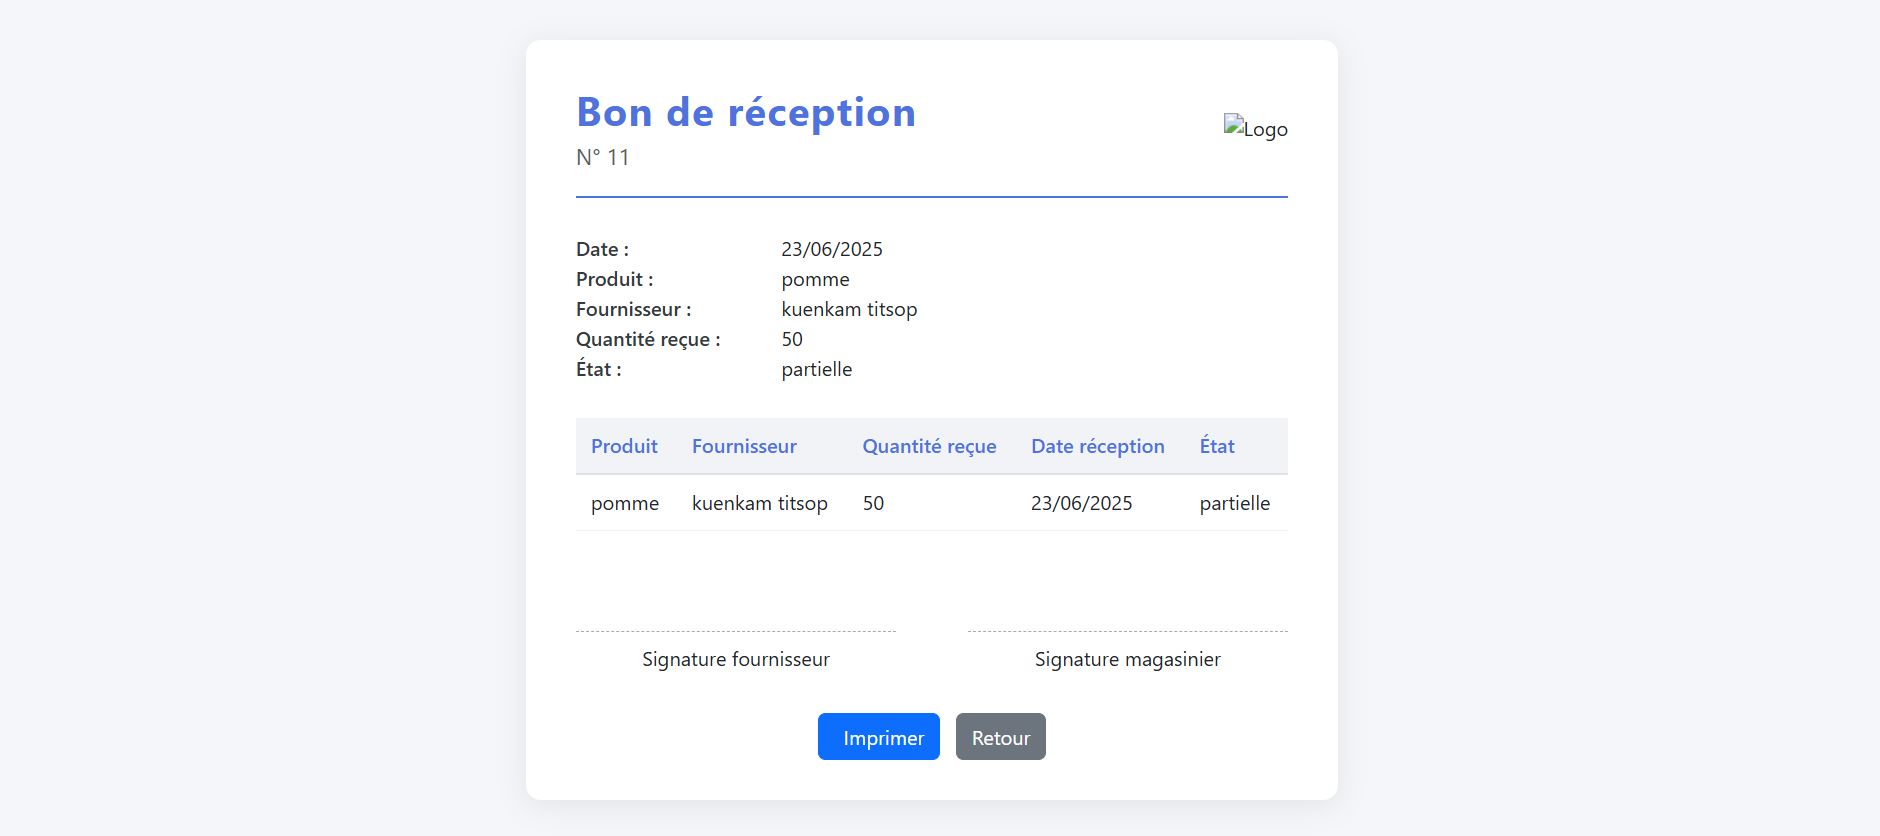 Bon de réception
Logo
N° 11
Date : 23/06/2025
Produit : pomme
Fournisseur : kuenkam titsop
Quantité reçue : 50
État : partielle
Produit Fournisseur Quantité reçue Date réception État
pomme kuenkam titsop 50 23/06/2025 partielle
Signature fournisseur Signature magasinier
Imprimer Retour